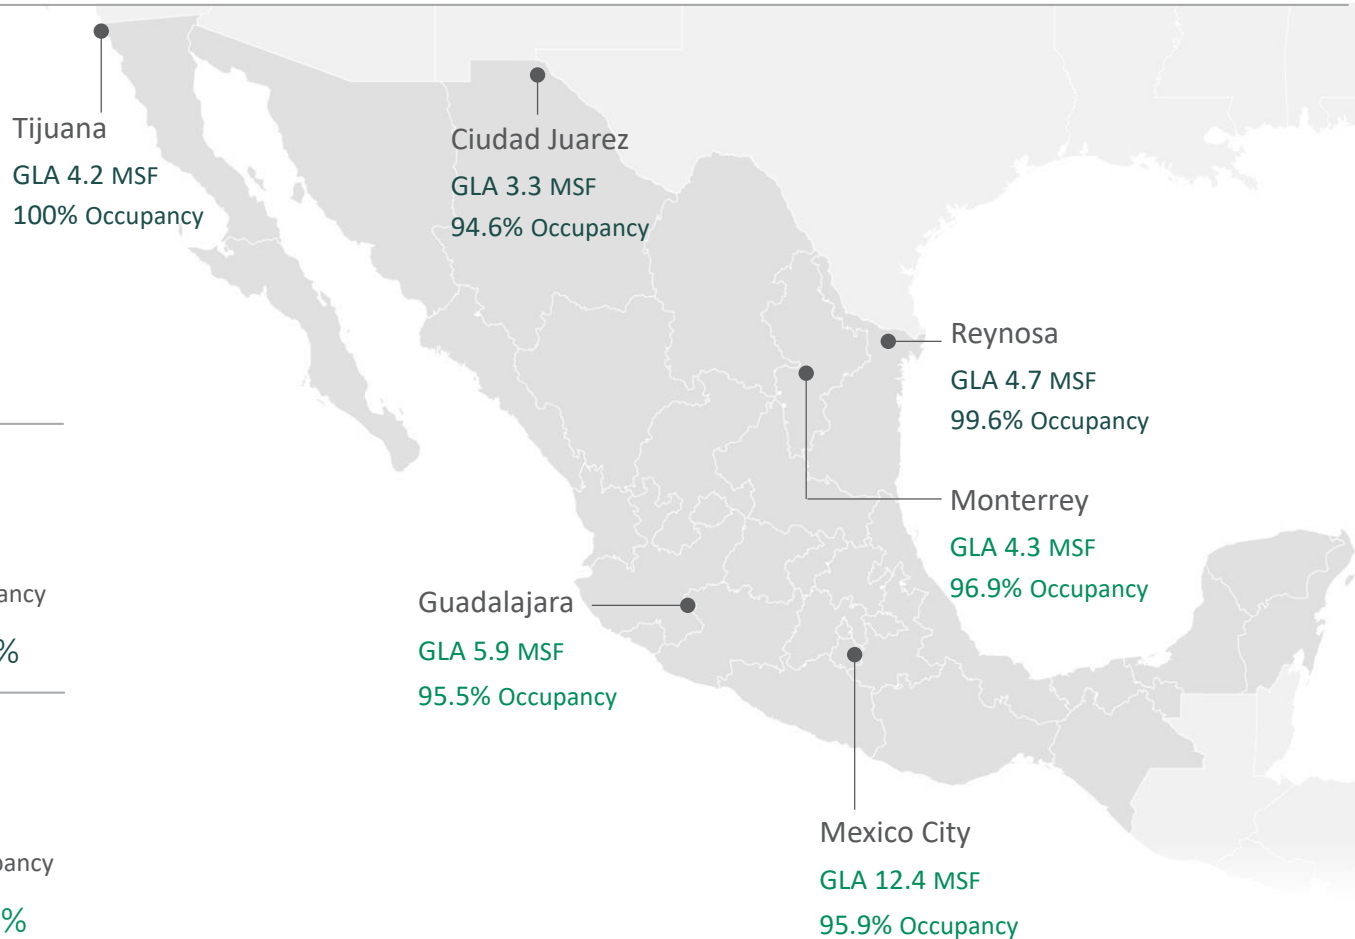 Tijuana
GLA 4.2 MSF
100% Occupancy
Ciudad Juarez
GLA 3.3 MSF
94.6% Occupancy
Reynosa
GLA 4.7 MSF
99.6% Occupancy
Monterrey
GLA 4.3 MSF
96.9% Occupancy
Guadalajara
GLA 5.9 MSF
95.5% Occupancy
Mexico City
GLA 12.4 MSF
95.9% Occupancy
ancy
%
pancy
%